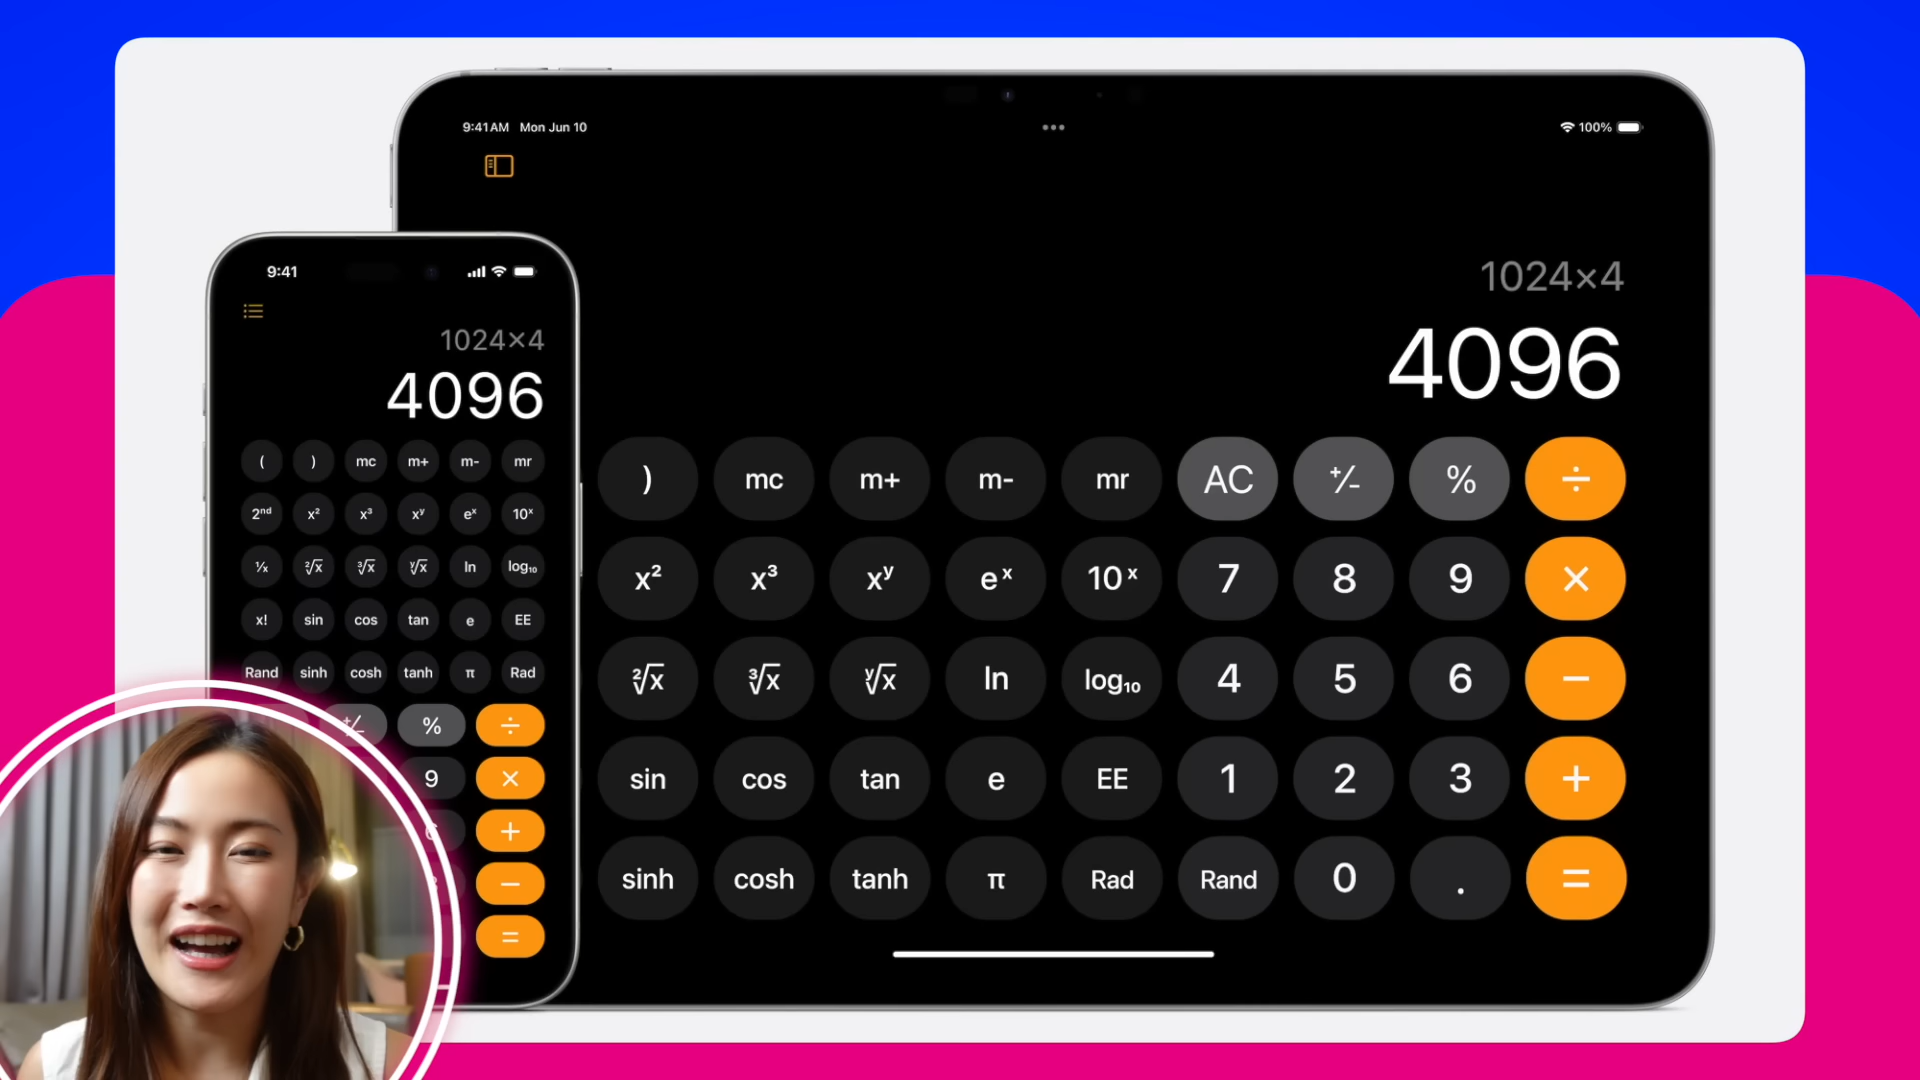 9:41AM Mon Jun 10
100%
1024×4
4096
) mc m+ m- mr AC +/- % ÷
x² x³ xʸ eˣ 10ˣ 7 8 9 ×
²√x ³√x ʸ√x ln log₁₀ 4 5 6 −
sin cos tan e EE 1 2 3 +
sinh cosh tanh π Rad Rand 0 . =
9:41
1024×4
4096
( ) mc m+ m- mr
2ⁿᵈ x² x³ xʸ eˣ 10ˣ
¹/x ²√x ³√x ʸ√x ln log₁₀
x! sin cos tan e EE
Rand sinh cosh tanh π Rad
+/- % ÷
9 ×
+
−
=